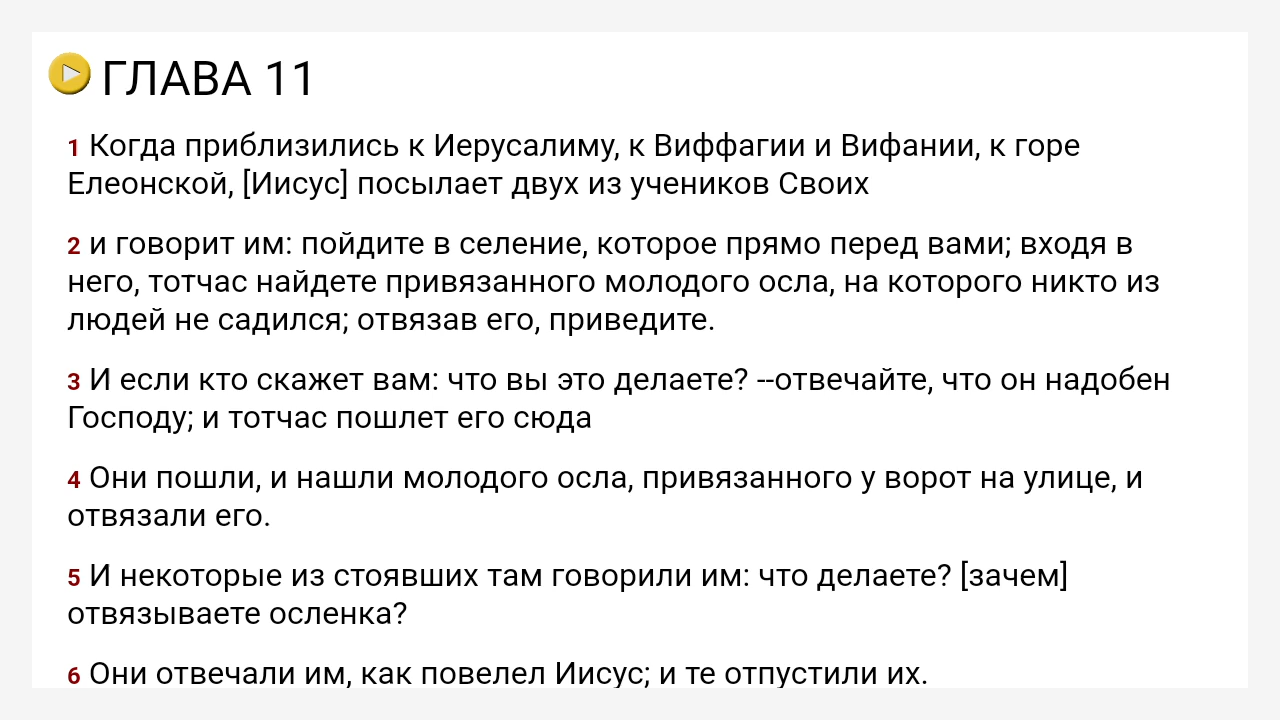 ГЛАВА 11
1 Когда приблизились к Иерусалиму, к Виффагии и Вифании, к горе
Елеонской, [Иисус] посылает двух из учеников Своих
2 и говорит им: пойдите в селение, которое прямо перед вами; входя в
него, тотчас найдете привязанного молодого осла, на которого никто из
людей не садился; отвязав его, приведите.
3 И если кто скажет вам: что вы это делаете? --отвечайте, что он надобен
Господу; и тотчас пошлет его сюда
4 Они пошли, и нашли молодого осла, привязанного у ворот на улице, и
отвязали его.
5 И некоторые из стоявших там говорили им: что делаете? [зачем]
отвязываете осленка?
6 Они отвечали им, как повелел Иисус; и те отпустили их.